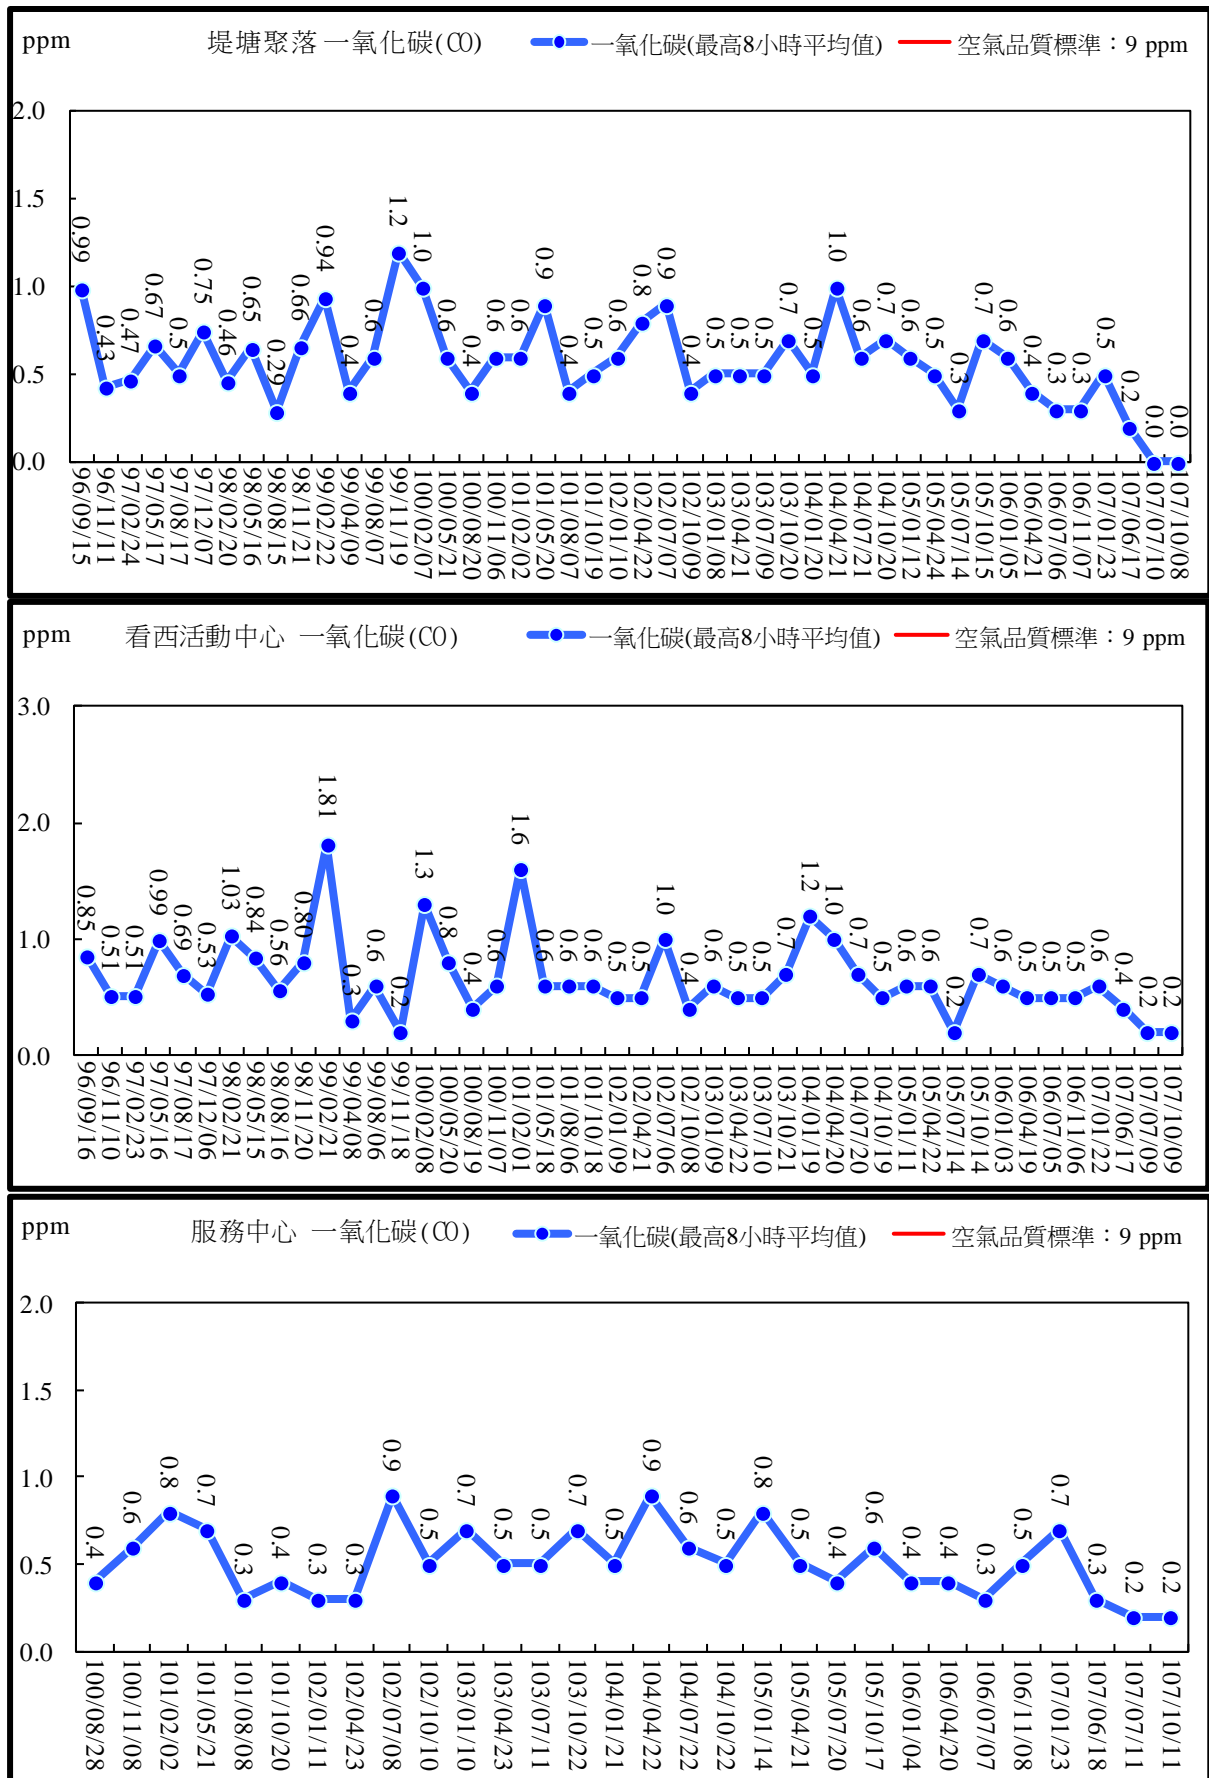 ppm 堤塘聚落 一氧化碳(CO) 一氧化碳(最高8小時平均值) 空氣品質標準：9 ppm
2.0
1.5
1.0
0.5
0.0
0.99 0.43 0.47 0.67 0.5 0.75 0.46 0.65 0.29 0.66 0.94 0.4 0.6 1.2 1.0 0.6 0.4 0.6 0.6 0.9 0.4 0.5 0.6 0.8 0.9 0.4 0.5 0.5 0.5 0.7 0.5 1.0 0.6 0.7 0.6 0.5 0.3 0.7 0.6 0.4 0.3 0.3 0.5 0.2 0.0 0.0
96/09/15 96/11/11 97/02/24 97/05/17 97/08/17 97/12/07 98/02/20 98/05/16 98/08/15 98/11/21 99/02/22 99/04/09 99/08/07 99/11/19 100/02/07 100/05/21 100/08/20 100/11/06 101/02/02 101/05/20 101/08/07 101/10/19 102/01/10 102/04/22 102/07/07 102/10/09 103/01/08 103/04/21 103/07/09 103/10/20 104/01/20 104/04/21 104/07/21 104/10/20 105/01/12 105/04/24 105/07/14 105/10/15 106/01/05 106/04/21 106/07/06 106/11/07 107/01/23 107/06/17 107/07/10 107/10/08
ppm 看西活動中心 一氧化碳(CO) 一氧化碳(最高8小時平均值) 空氣品質標準：9 ppm
3.0
2.0
1.0
0.0
0.85 0.51 0.51 0.99 0.69 0.53 1.03 0.84 0.56 0.80 1.81 0.3 0.6 0.2 1.3 0.8 0.4 0.6 1.6 0.6 0.6 0.6 0.5 0.5 1.0 0.4 0.6 0.5 0.5 0.7 1.2 1.0 0.7 0.5 0.6 0.6 0.2 0.7 0.6 0.5 0.5 0.5 0.6 0.4 0.2 0.2
96/09/16 96/11/10 97/02/23 97/05/16 97/08/17 97/12/06 98/02/21 98/05/15 98/08/16 98/11/20 99/02/21 99/04/08 99/08/06 99/11/18 100/02/08 100/05/20 100/08/19 100/11/07 101/02/01 101/05/18 101/08/06 101/10/18 102/01/09 102/04/21 102/07/06 102/10/08 103/01/09 103/04/22 103/07/10 103/10/21 104/01/19 104/04/20 104/07/20 104/10/19 105/01/11 105/04/22 105/07/14 105/10/14 106/01/03 106/04/19 106/07/05 106/11/06 107/01/22 107/06/17 107/07/09 107/10/09
ppm 服務中心 一氧化碳(CO) 一氧化碳(最高8小時平均值) 空氣品質標準：9 ppm
2.0
1.5
1.0
0.5
0.0
0.4 0.6 0.8 0.7 0.3 0.4 0.3 0.3 0.9 0.5 0.7 0.5 0.5 0.7 0.5 0.9 0.6 0.5 0.8 0.5 0.4 0.6 0.4 0.4 0.3 0.5 0.7 0.3 0.2 0.2
100/08/28 100/11/08 101/02/02 101/05/21 101/08/08 101/10/20 102/01/11 102/04/23 102/07/08 102/10/10 103/01/10 103/04/23 103/07/11 103/10/22 104/01/21 104/04/22 104/07/22 104/10/22 105/01/14 105/04/21 105/07/20 105/10/17 106/01/04 106/04/20 106/07/07 106/11/08 107/01/23 107/06/18 107/07/11 107/10/11